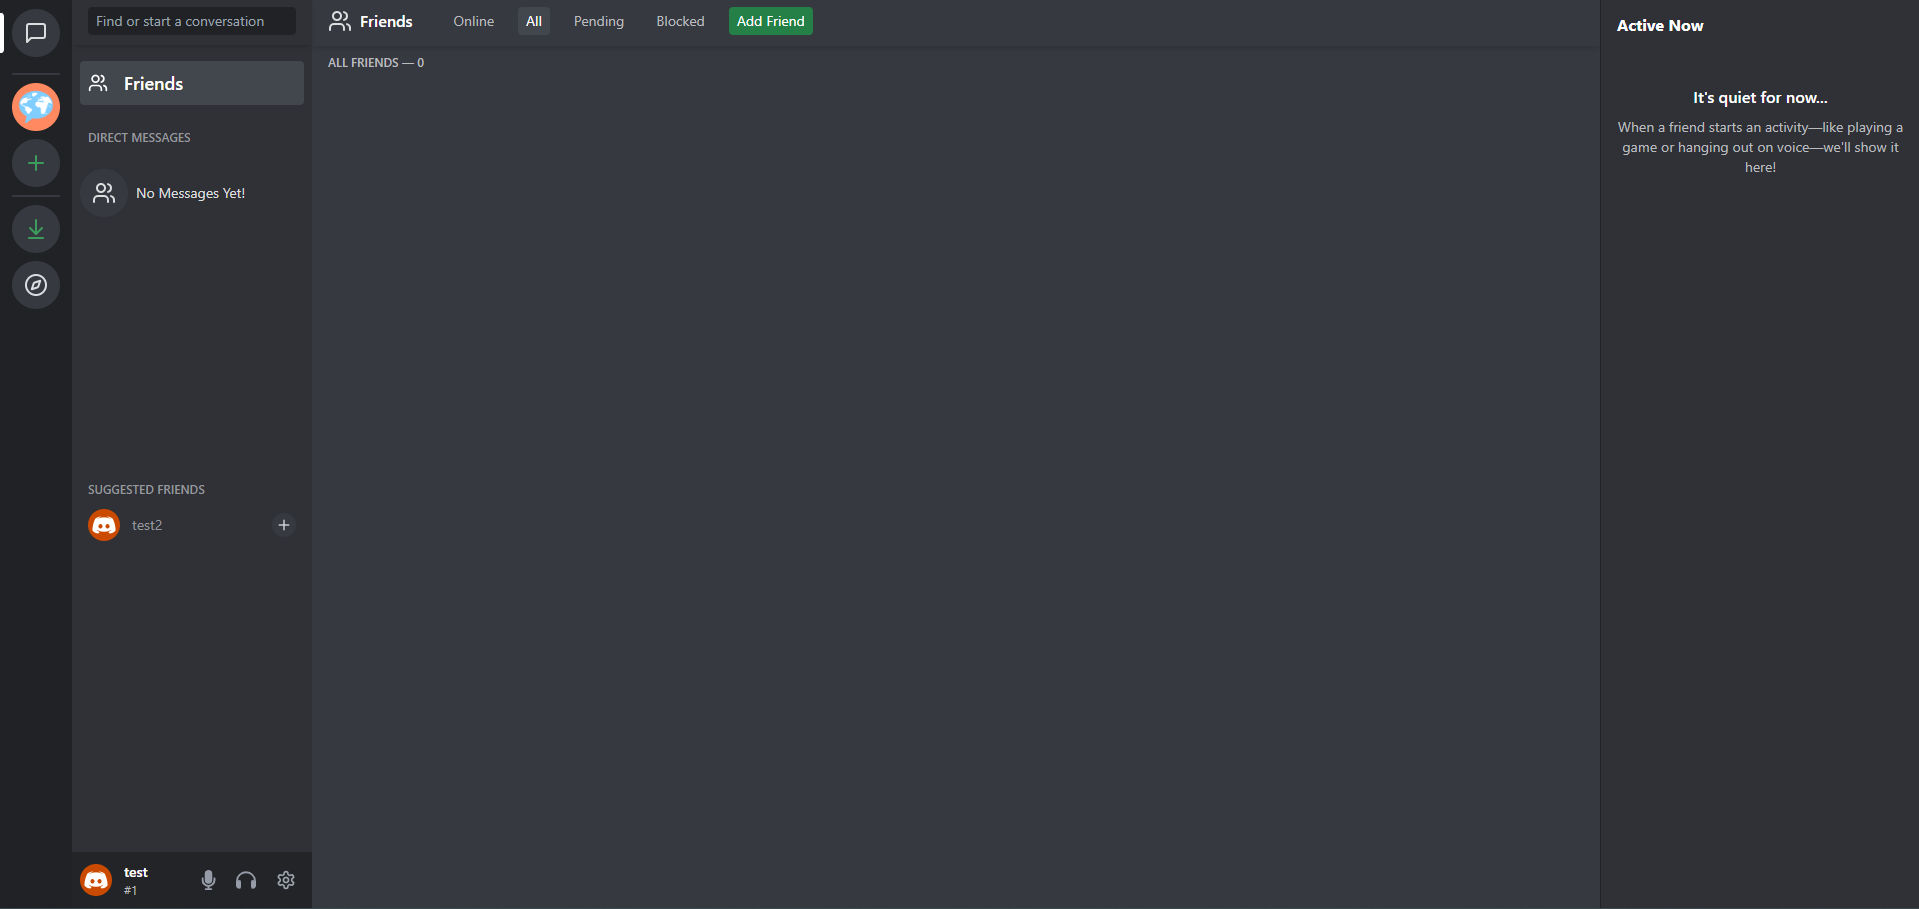 Find or start a conversation
Friends
DIRECT MESSAGES
No Messages Yet!
SUGGESTED FRIENDS
test2
test
#1
Friends
Online
All
Pending
Blocked
Add Friend
ALL FRIENDS — 0
Active Now
It's quiet for now...
When a friend starts an activity—like playing a
game or hanging out on voice—we'll show it
here!